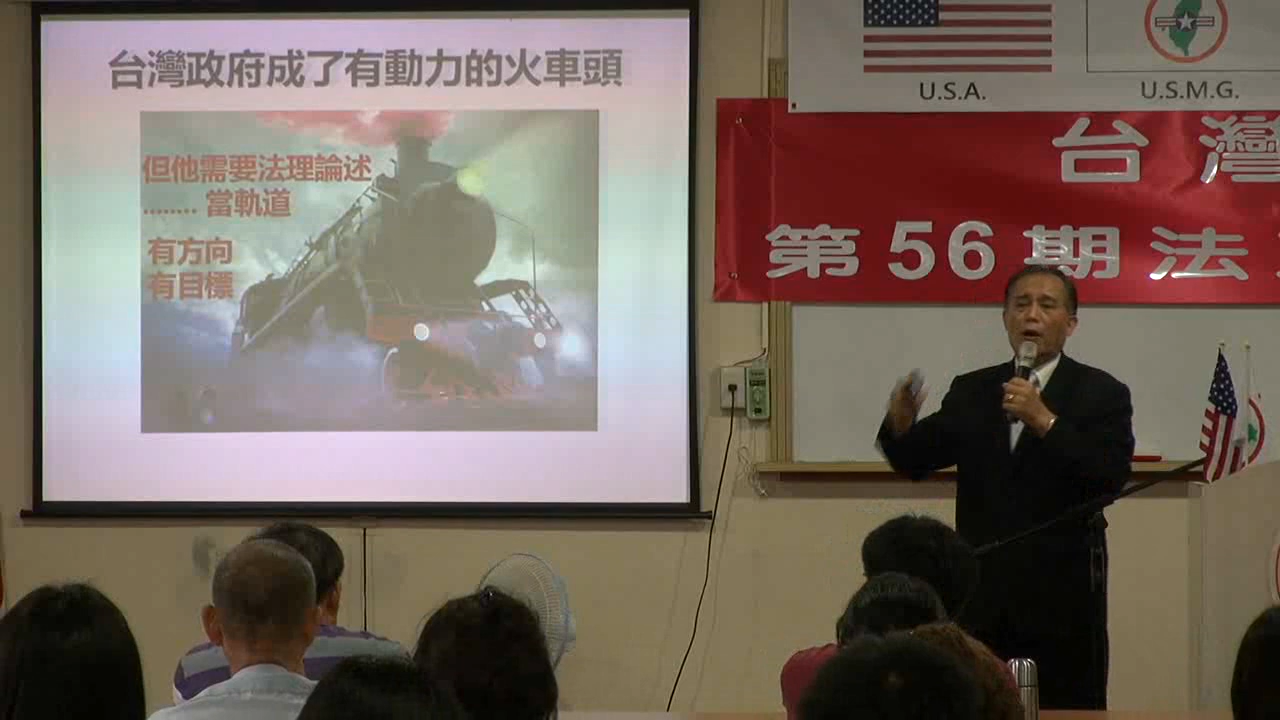 台灣政府成了有動力的火車頭
但他需要法理論述
........ 當軌道
有方向
有目標
U.S.A.
U.S.M.G.
台灣
第56期法